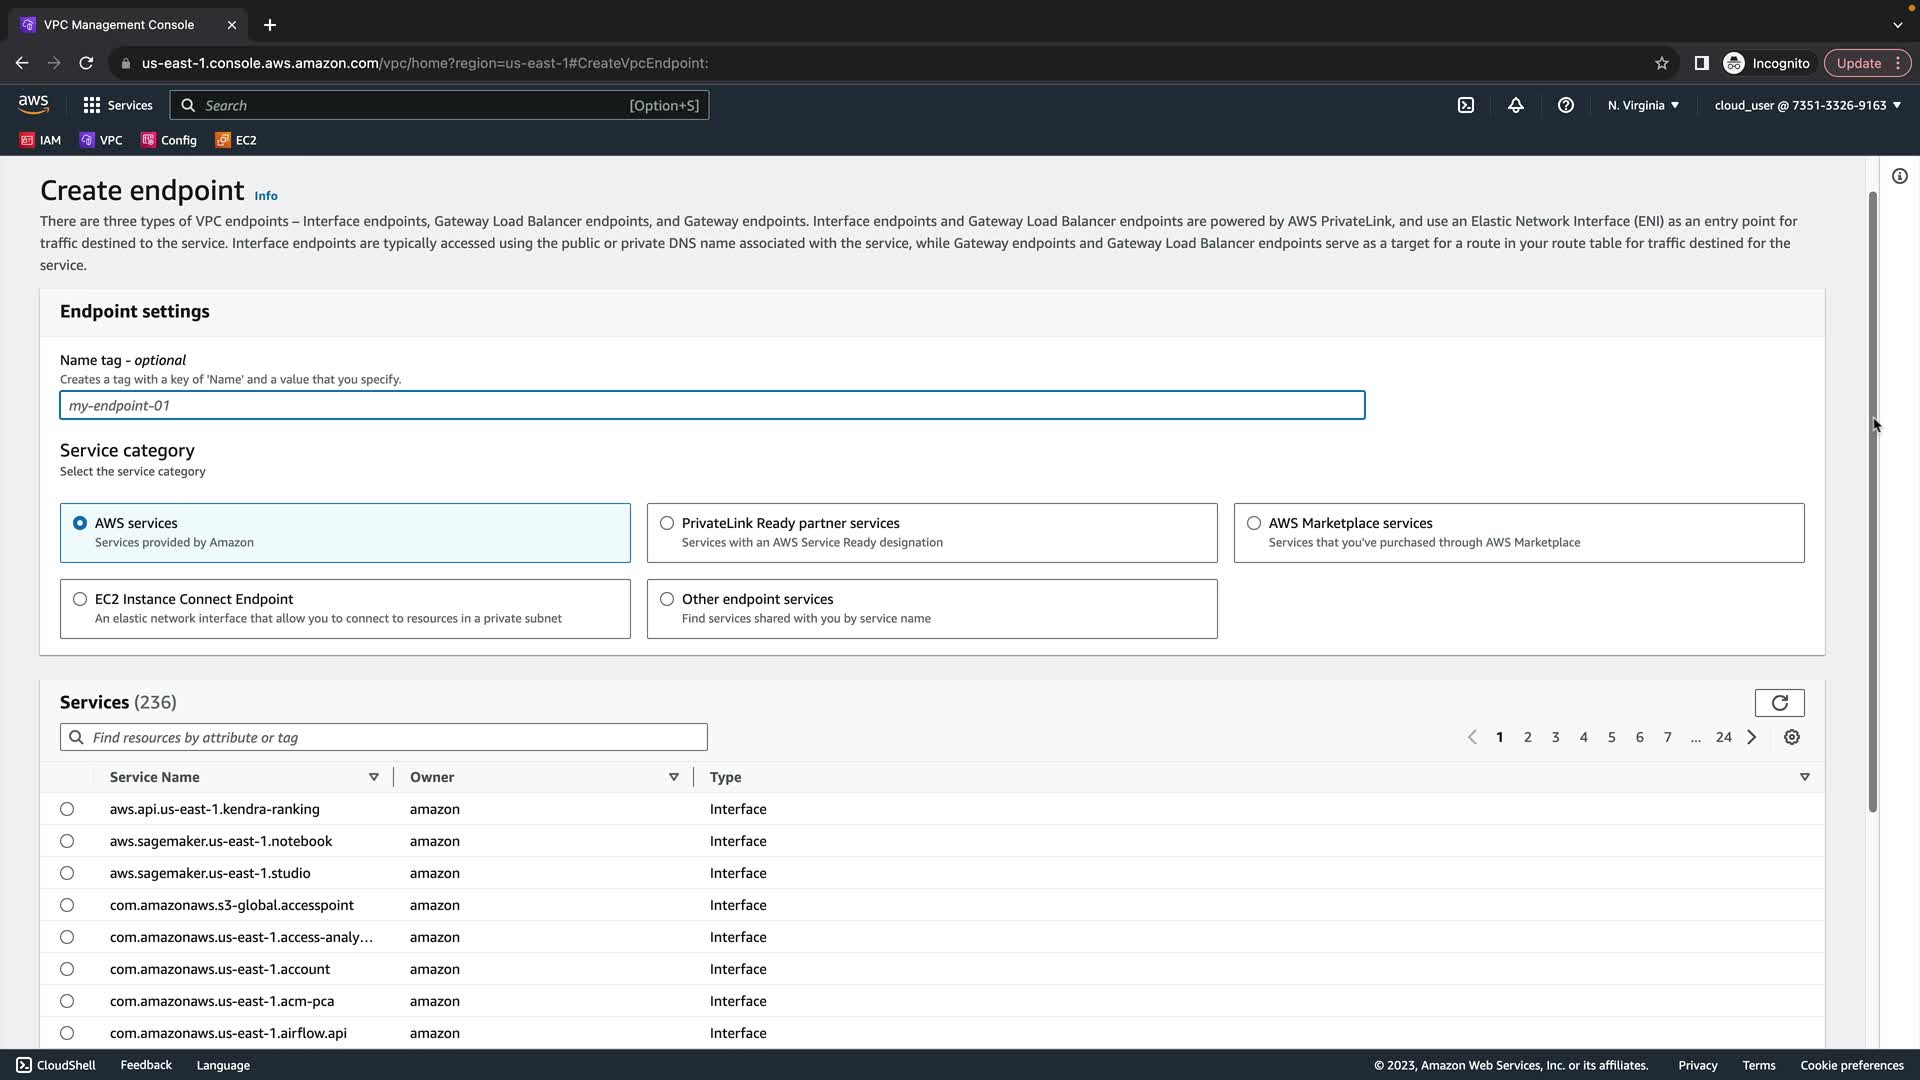 VPC Management Console
us-east-1.console.aws.amazon.com/vpc/home?region=us-east-1#CreateVpcEndpoint:
Incognito
Update
aws
Services
Search
[Option+S]
N. Virginia
cloud_user @ 7351-3326-9163
IAM
VPC
Config
EC2
Create endpoint Info
There are three types of VPC endpoints – Interface endpoints, Gateway Load Balancer endpoints, and Gateway endpoints. Interface endpoints and Gateway Load Balancer endpoints are powered by AWS PrivateLink, and use an Elastic Network Interface (ENI) as an entry point for
traffic destined to the service. Interface endpoints are typically accessed using the public or private DNS name associated with the service, while Gateway endpoints and Gateway Load Balancer endpoints serve as a target for a route in your route table for traffic destined for the
service.
Endpoint settings
Name tag - optional
Creates a tag with a key of 'Name' and a value that you specify.
my-endpoint-01
Service category
Select the service category
AWS services
Services provided by Amazon
PrivateLink Ready partner services
Services with an AWS Service Ready designation
AWS Marketplace services
Services that you've purchased through AWS Marketplace
EC2 Instance Connect Endpoint
An elastic network interface that allow you to connect to resources in a private subnet
Other endpoint services
Find services shared with you by service name
Services (236)
Find resources by attribute or tag
1 2 3 4 5 6 7 ... 24
Service Name Owner Type
aws.api.us-east-1.kendra-ranking amazon Interface
aws.sagemaker.us-east-1.notebook amazon Interface
aws.sagemaker.us-east-1.studio amazon Interface
com.amazonaws.s3-global.accesspoint amazon Interface
com.amazonaws.us-east-1.access-analy... amazon Interface
com.amazonaws.us-east-1.account amazon Interface
com.amazonaws.us-east-1.acm-pca amazon Interface
com.amazonaws.us-east-1.airflow.api amazon Interface
CloudShell Feedback Language © 2023, Amazon Web Services, Inc. or its affiliates. Privacy Terms Cookie preferences